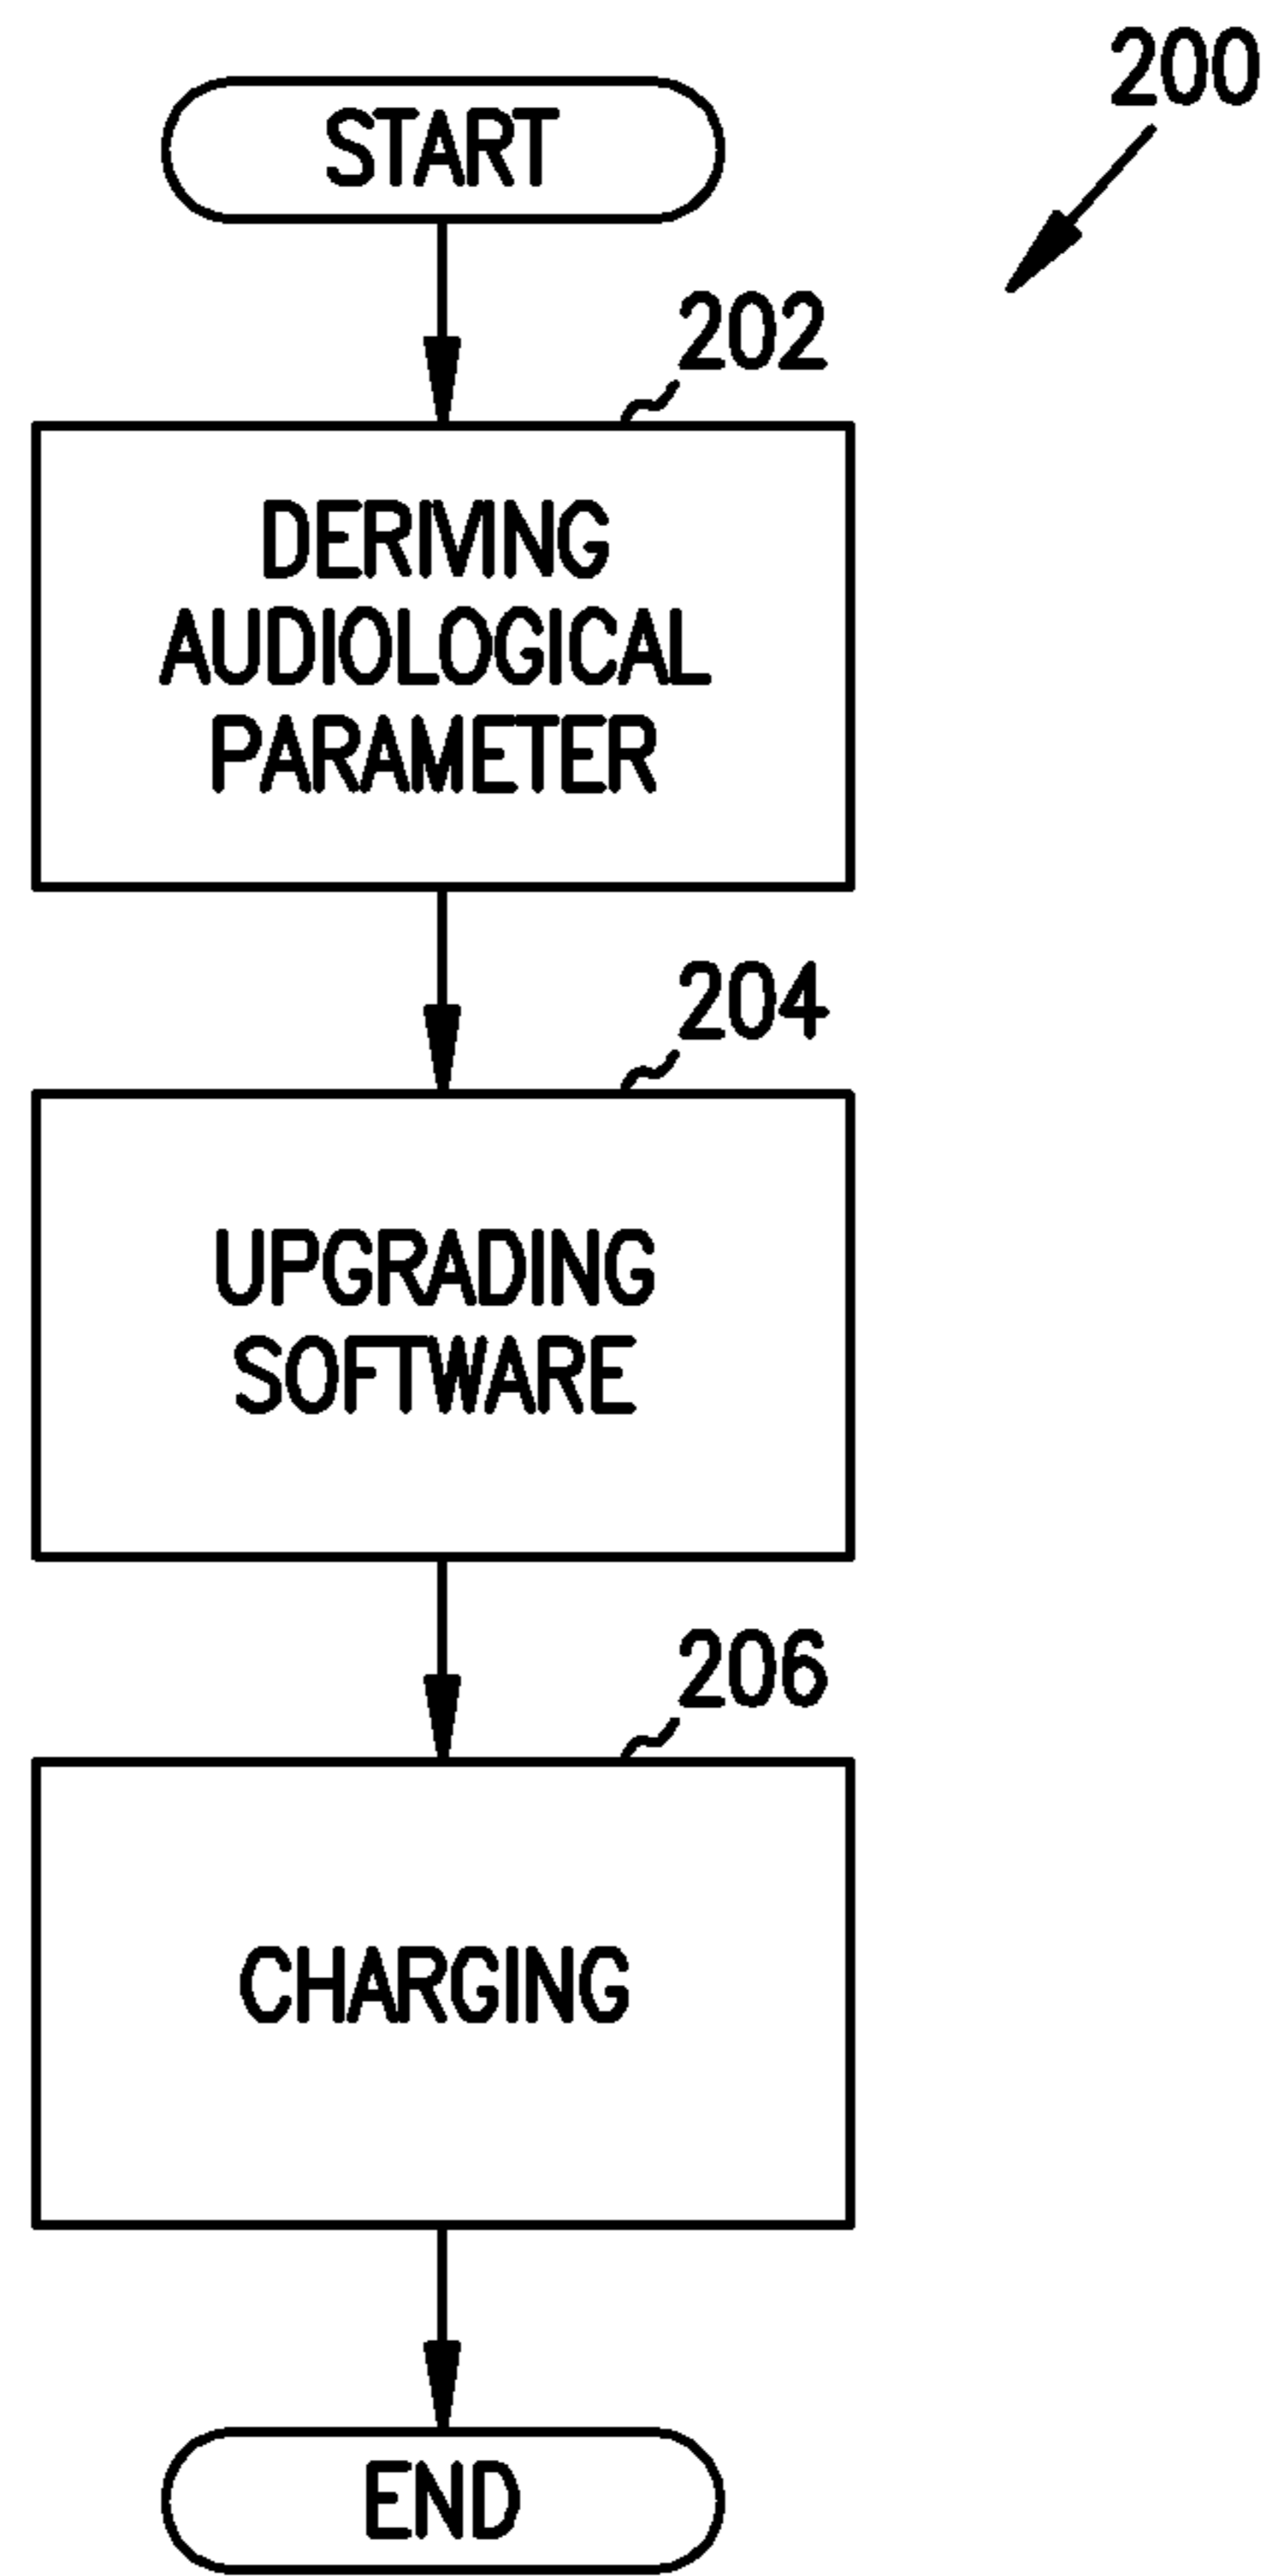 200
START
202
DERIVING
AUDIOLOGICAL
PARAMETER
204
UPGRADING
SOFTWARE
206
CHARGING
END